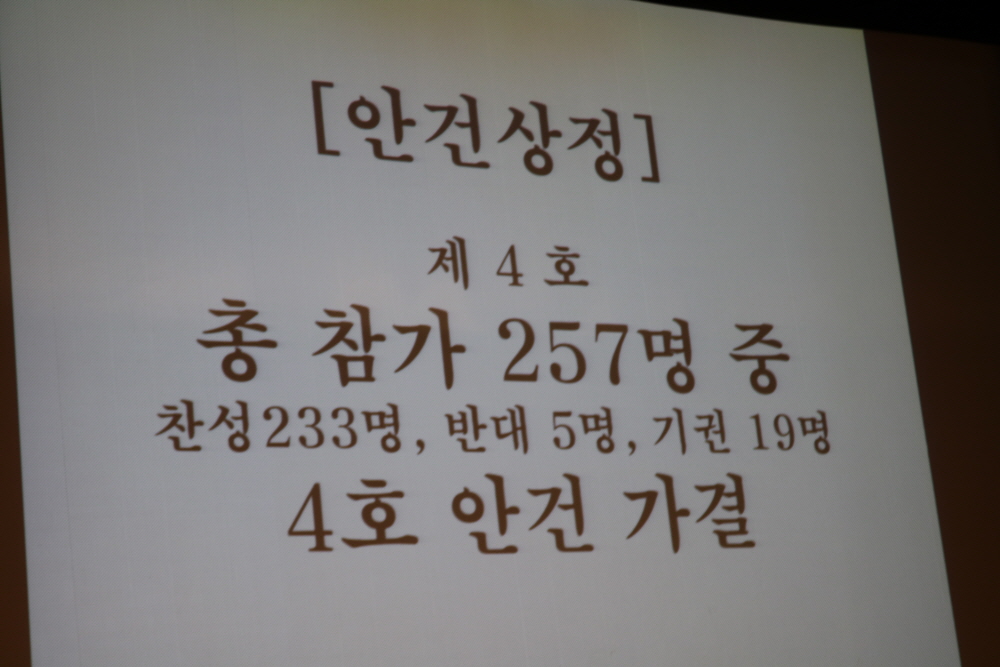 [안건상정]
제 4 호
총 참가 257명 중
찬성233명, 반대 5명, 기권 19명
4호 안건 가결